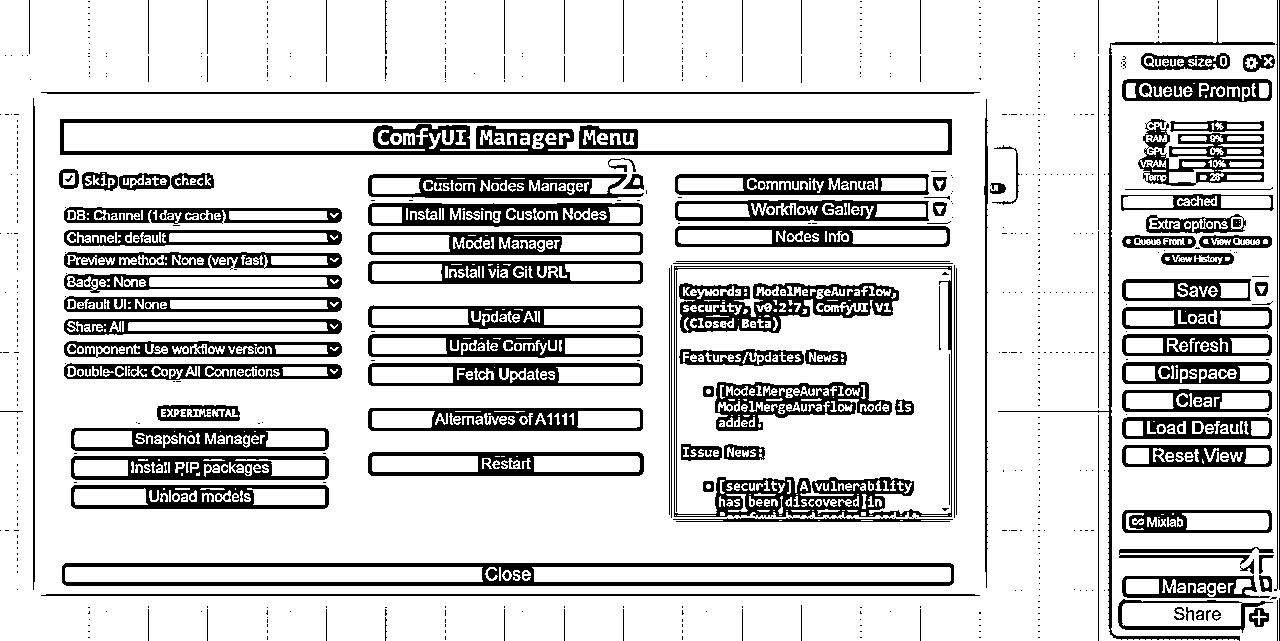 ComfyUI Manager Menu
Skip update check
DB: Channel (1day cache)
Channel: default
Preview method: None (very fast)
Badge: None
Default UI: None
Share: All
Component: Use workflow version
Double-Click: Copy All Connections
EXPERIMENTAL
Snapshot Manager
Install PIP packages
Unload models
Custom Nodes Manager
2
Install Missing Custom Nodes
Model Manager
Install via Git URL
Update All
Update ComfyUI
Fetch Updates
Alternatives of A1111
Restart
Community Manual
Workflow Gallery
Nodes Info
Keywords: ModelMergeAuraflow,
security, v0.2.7, ComfyUI V1
(Closed Beta)
Features/Updates News:
[ModelMergeAuraflow]
ModelMergeAuraflow node is
added.
Issue News:
[security] A vulnerability
has been discovered in
Close
Queue size: 0
Queue Prompt
CPU 1%
RAM 9%
GPU 0%
VRAM 10%
Temp 28°
cached
Extra options
Queue Front
View Queue
View History
Save
Load
Refresh
Clipspace
Clear
Load Default
Reset View
Mixlab
1
Manager
Share